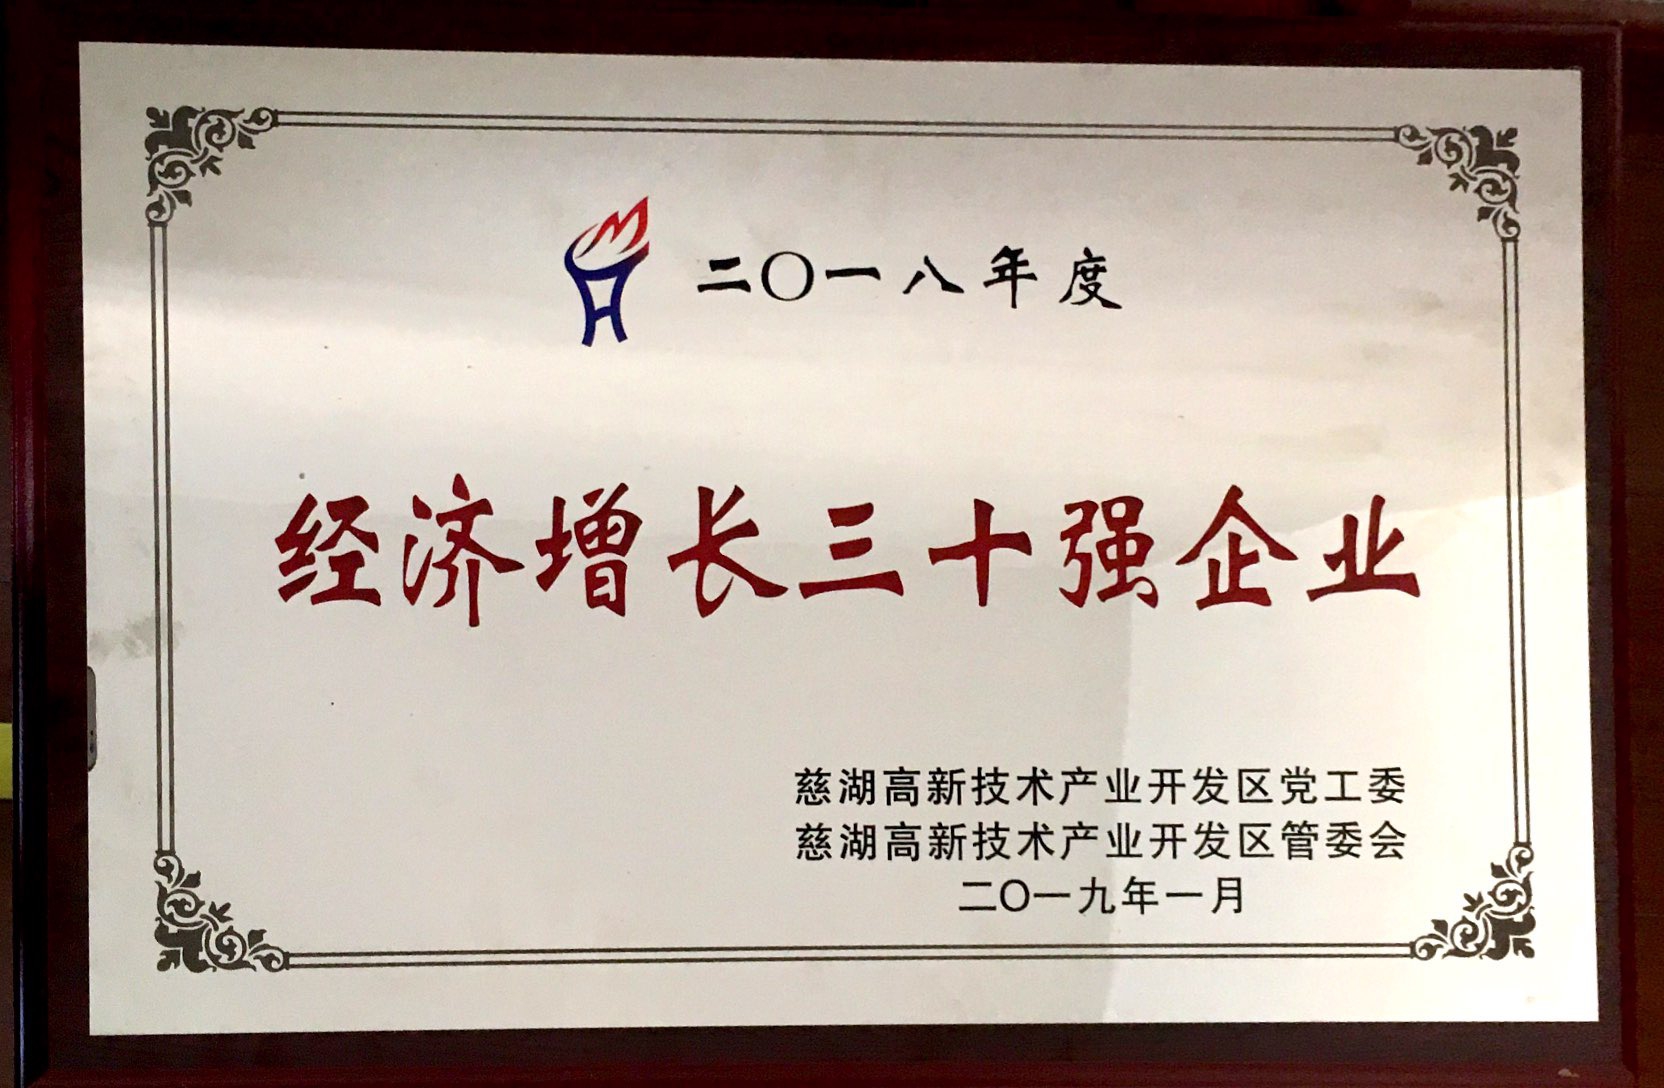 二〇一八年度
经济增长三十强企业
慈湖高新技术产业开发区党工委
慈湖高新技术产业开发区管委会
二〇一九年一月